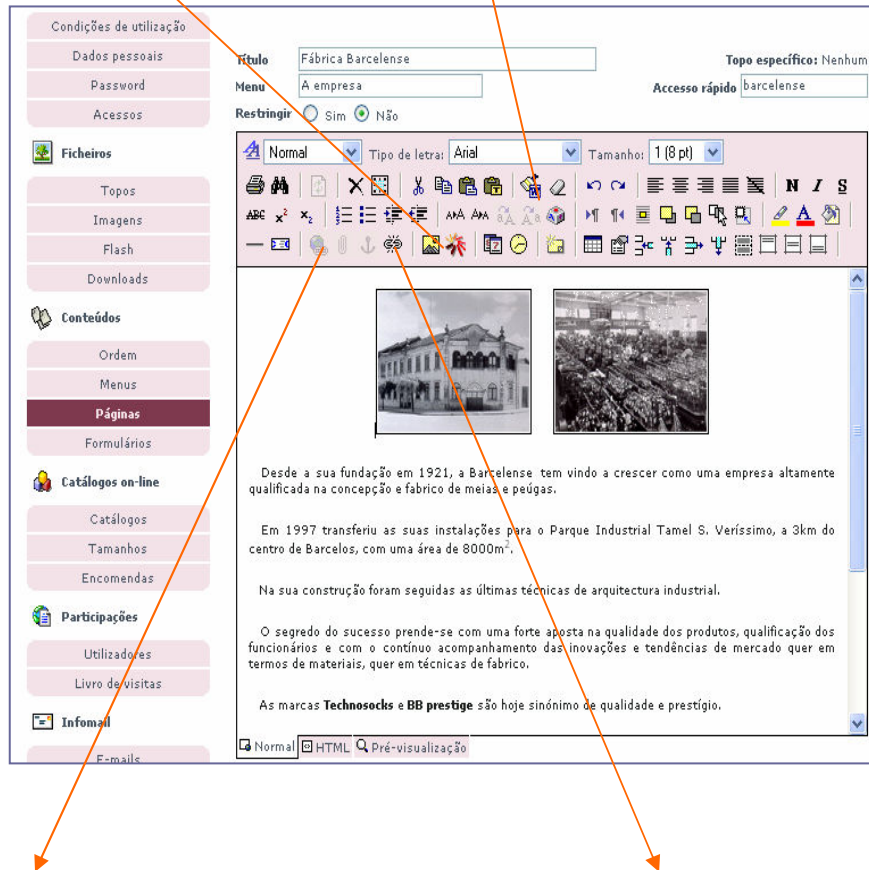 Condições de utilização
Dados pessoais
Password
Acessos
Ficheiros
Topos
Imagens
Flash
Downloads
Conteúdos
Ordem
Menus
Páginas
Formulários
Catálogos on-line
Catálogos
Tamanhos
Encomendas
Participações
Utilizadores
Livro de visitas
Infomail
E-mails
Título Fábrica Barcelense Topo específico: Nenhum
Menu A empresa Accesso rápido barcelense
Restringir Sim Não
Normal Tipo de letra: Arial Tamanho: 1 (8 pt)
N I S
ABC x² x₂
Desde a sua fundação em 1921, a Barcelense tem vindo a crescer como uma empresa altamente
qualificada na concepção e fabrico de meias e peúgas.
Em 1997 transferiu as suas instalações para o Parque Industrial Tamel S. Veríssimo, a 3km do
centro de Barcelos, com uma área de 8000m².
Na sua construção foram seguidas as últimas técnicas de arquitectura industrial.
O segredo do sucesso prende-se com uma forte aposta na qualidade dos produtos, qualificação dos
funcionários e com o contínuo acompanhamento das inovações e tendências de mercado quer em
termos de materiais, quer em técnicas de fabrico.
As marcas Technosocks e BB prestige são hoje sinónimo de qualidade e prestígio.
Normal HTML Pré-visualização